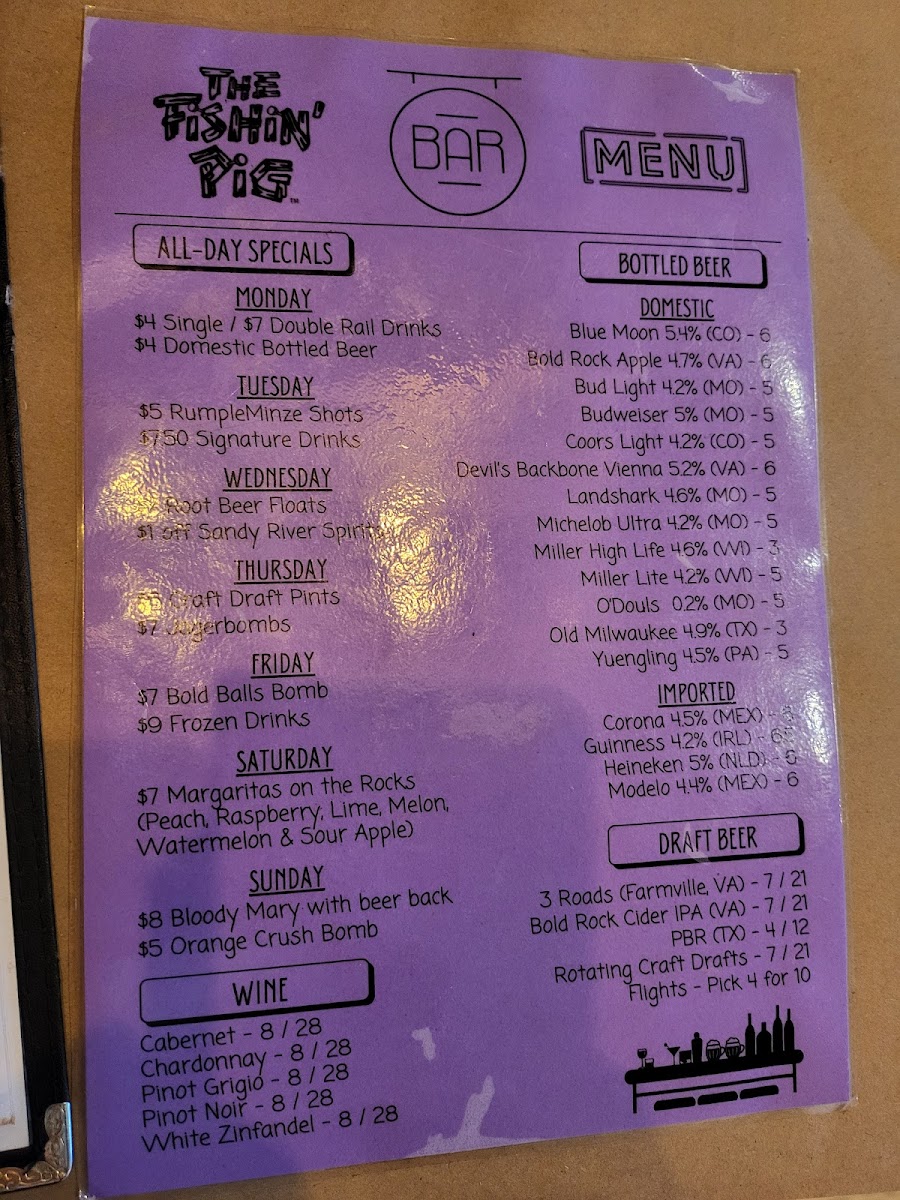 THE
FiSHiN'
PiG™
BAR
MENU
ALL-DAY SPECIALS
MONDAY
$4 Single / $7 Double Rail Drinks
$4 Domestic Bottled Beer
TUESDAY
$5 RumpleMinze Shots
$7.50 Signature Drinks
WEDNESDAY
Root Beer Floats
$1 off Sandy River Spirits
THURSDAY
Craft Draft Pints
$7 Jagerbombs
FRIDAY
$7 Bold Balls Bomb
$9 Frozen Drinks
SATURDAY
$7 Margaritas on the Rocks
(Peach, Raspberry, Lime, Melon,
Watermelon & Sour Apple)
SUNDAY
$8 Bloody Mary with beer back
$5 Orange Crush Bomb
WINE
Cabernet - 8 / 28
Chardonnay - 8 / 28
Pinot Grigio - 8 / 28
Pinot Noir - 8 / 28
White Zinfandel - 8 / 28
BOTTLED BEER
DOMESTIC
Blue Moon 5.4% (CO) - 6
Bold Rock Apple 4.7% (VA) - 6
Bud Light 4.2% (MO) - 5
Budweiser 5% (MO) - 5
Coors Light 4.2% (CO) - 5
Devil's Backbone Vienna 5.2% (VA) - 6
Landshark 4.6% (MO) - 5
Michelob Ultra 4.2% (MO) - 5
Miller High Life 4.6% (WI) - 3
Miller Lite 4.2% (WI) - 5
O'Douls 0.2% (MO) - 5
Old Milwaukee 4.9% (TX) - 3
Yuengling 4.5% (PA) - 5
IMPORTED
Corona 4.5% (MEX) - 6
Guinness 4.2% (IRL) -
Heineken 5% (NLD) - 6
Modelo 4.4% (MEX) - 6
DRAFT BEER
3 Roads (Farmville, VA) - 7 / 21
Bold Rock Cider IPA (VA) - 7 / 21
PBR (TX) - 4 / 12
Rotating Craft Drafts - 7 / 21
Flights - Pick 4 for 10